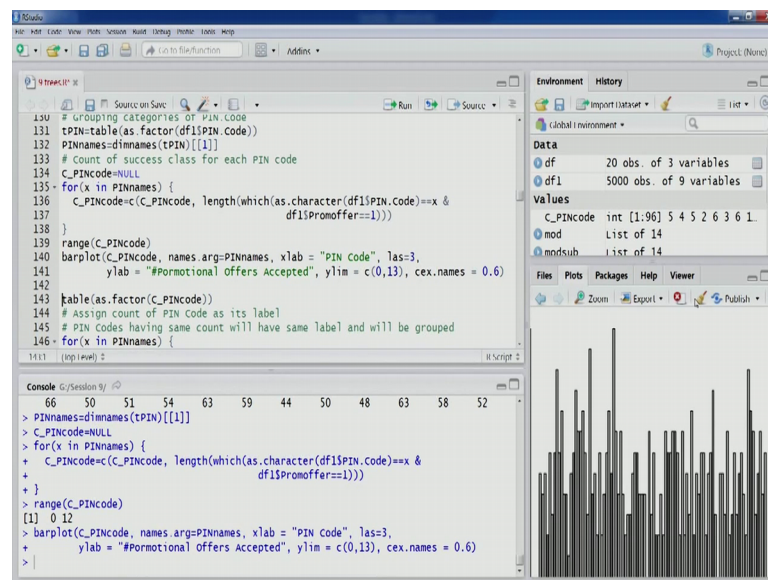 RStudio
File Edit Code View Plots Session Build Debug Profile Tools Help
Go to file/function
Addins
Project: (None)
9 trees.R*
Source on Save
Run
Source
130 # Grouping categories of PIN.Code
131 tPIN=table(as.factor(df1$PIN.Code))
132 PINnames=dimnames(tPIN)[[1]]
133 # Count of success class for each PIN code
134 C_PINcode=NULL
135 for(x in PINnames) {
136 C_PINcode=c(C_PINcode, length(which(as.character(df1$PIN.Code)==x &
137 df1$Promoffer==1)))
138 }
139 range(C_PINcode)
140 barplot(C_PINcode, names.arg=PINnames, xlab = "PIN Code", las=3,
141 ylab = "#Pormotional Offers Accepted", ylim = c(0,13), cex.names = 0.6)
142
143 table(as.factor(C_PINcode))
144 # Assign count of PIN Code as its label
145 # PIN Codes having same count will have same label and will be grouped
146 for(x in PINnames) {
143:1 (Top Level)
R Script
Console G:/Session 9/
66 50 51 54 63 59 44 50 48 63 58 52
> PINnames=dimnames(tPIN)[[1]]
> C_PINcode=NULL
> for(x in PINnames) {
+ C_PINcode=c(C_PINcode, length(which(as.character(df1$PIN.Code)==x &
+ df1$Promoffer==1)))
+ }
> range(C_PINcode)
[1] 0 12
> barplot(C_PINcode, names.arg=PINnames, xlab = "PIN Code", las=3,
+ ylab = "#Pormotional Offers Accepted", ylim = c(0,13), cex.names = 0.6)
>
Environment History
Import Dataset
List
Global Environment
Data
df 20 obs. of 3 variables
df1 5000 obs. of 9 variables
Values
C_PINcode int [1:96] 5 4 5 2 6 3 6 1..
mod List of 14
modsub List of 14
Files Plots Packages Help Viewer
Zoom Export Publish